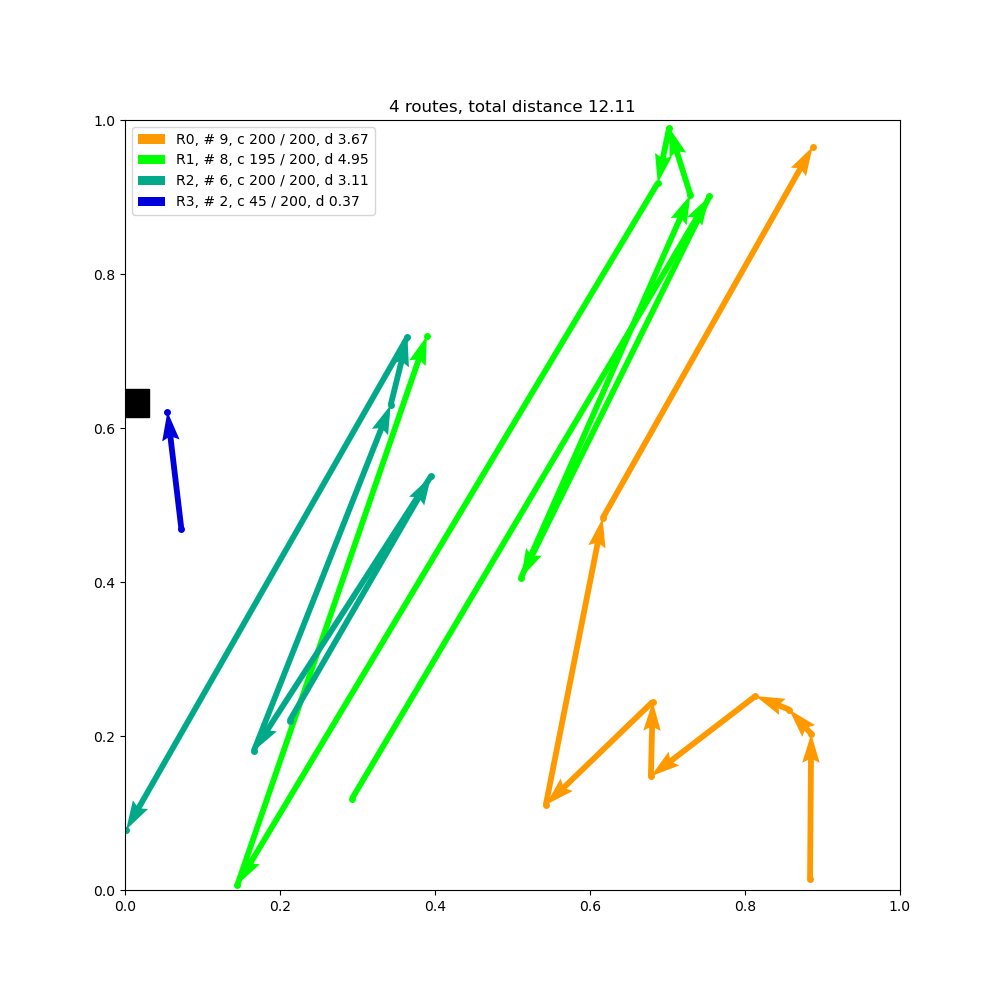 4 routes, total distance 12.11
R0, # 9, c 200 / 200, d 3.67
R1, # 8, c 195 / 200, d 4.95
R2, # 6, c 200 / 200, d 3.11
R3, # 2, c 45 / 200, d 0.37
1.0
0.8
0.6
0.4
0.2
0.0
0.0 0.2 0.4 0.6 0.8 1.0